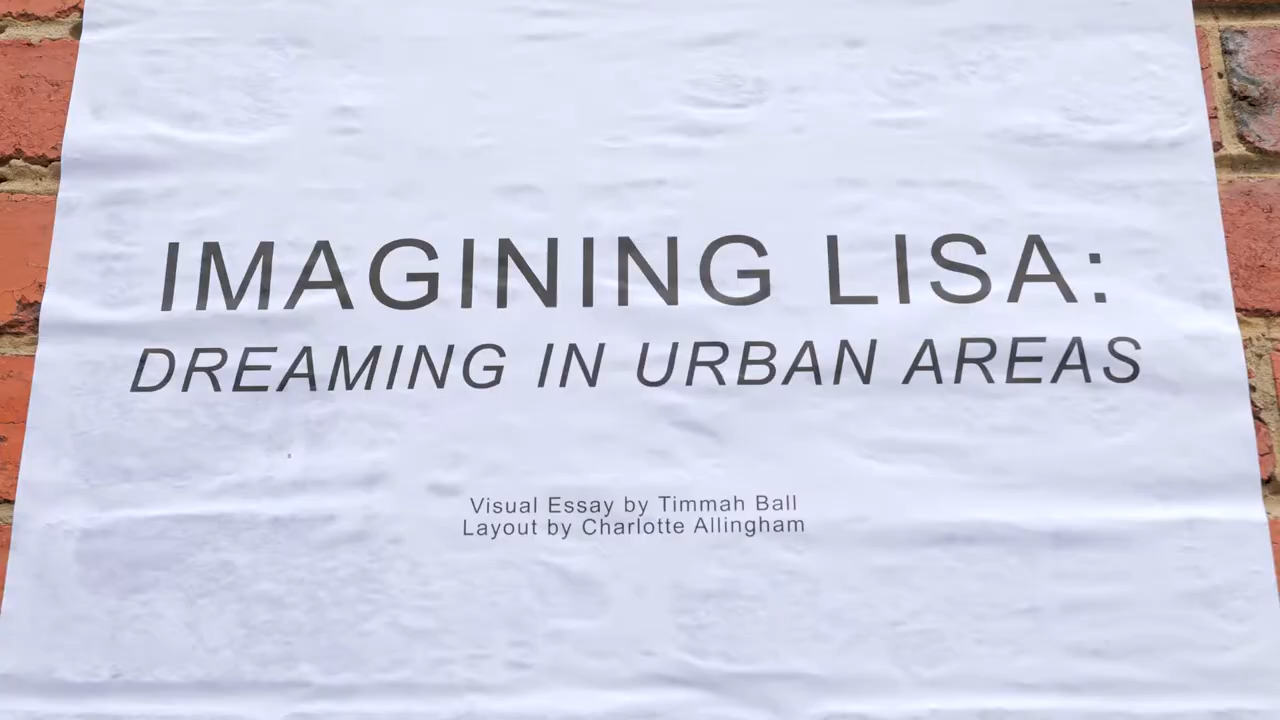 IMAGINING LISA:
DREAMING IN URBAN AREAS
Visual Essay by Timmah Ball
Layout by Charlotte Allingham